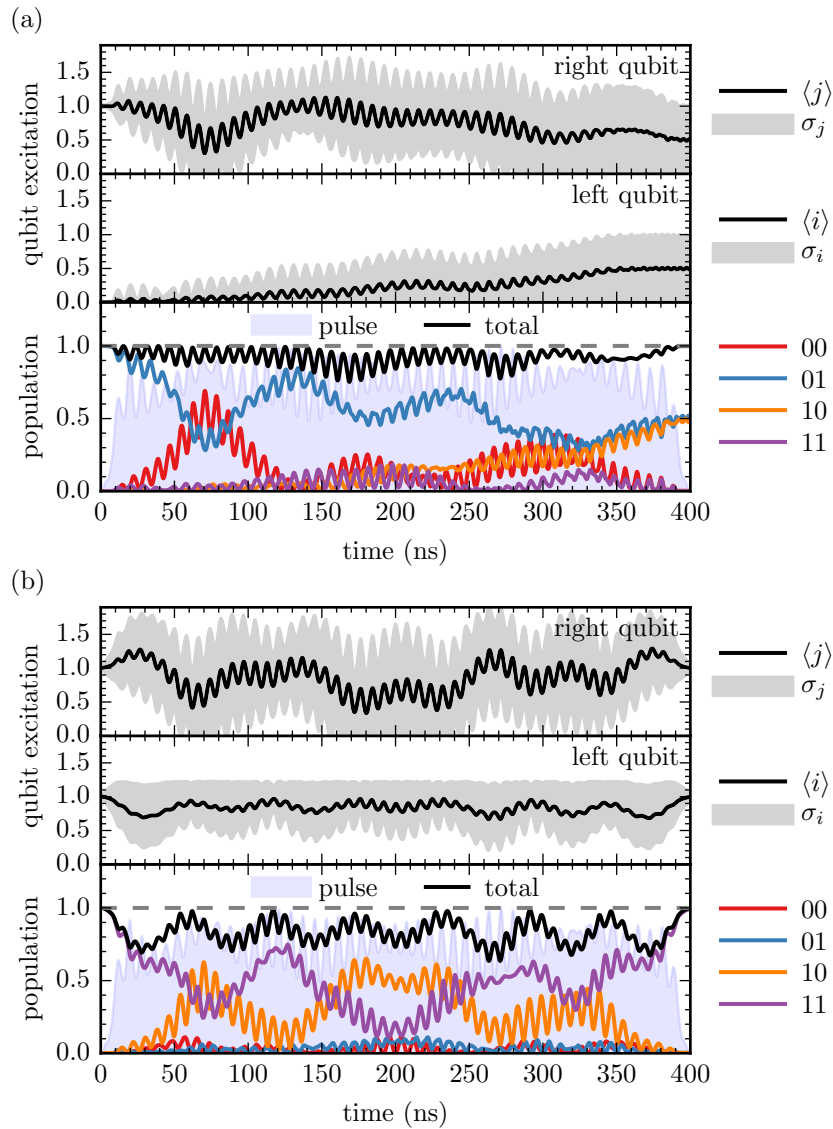 (a)
right qubit
1.5
1.0
0.5
0.0
⟨j⟩
σj
qubit excitation
left qubit
1.5
1.0
0.5
0.0
⟨i⟩
σi
pulse total
1.0
0.5
0.0
population
00
01
10
11
0 50 100 150 200 250 300 350 400
time (ns)
(b)
right qubit
1.5
1.0
0.5
0.0
⟨j⟩
σj
qubit excitation
left qubit
1.5
1.0
0.5
0.0
⟨i⟩
σi
pulse total
1.0
0.5
0.0
population
00
01
10
11
0 50 100 150 200 250 300 350 400
time (ns)